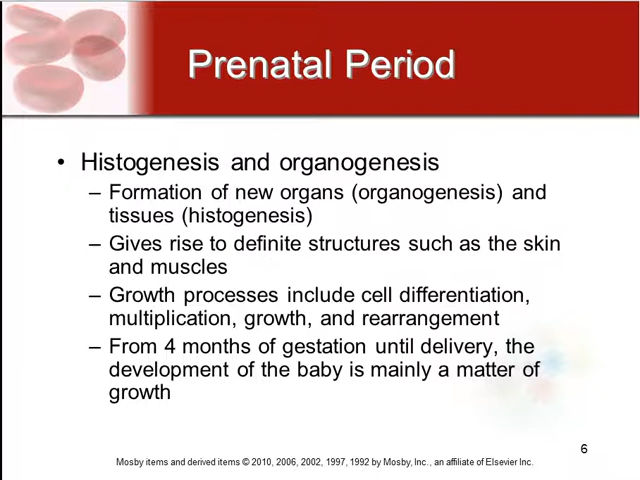 Prenatal Period
• Histogenesis and organogenesis
– Formation of new organs (organogenesis) and
tissues (histogenesis)
– Gives rise to definite structures such as the skin
and muscles
– Growth processes include cell differentiation,
multiplication, growth, and rearrangement
– From 4 months of gestation until delivery, the
development of the baby is mainly a matter of
growth
6
Mosby items and derived items © 2010, 2006, 2002, 1997, 1992 by Mosby, Inc., an affiliate of Elsevier Inc.